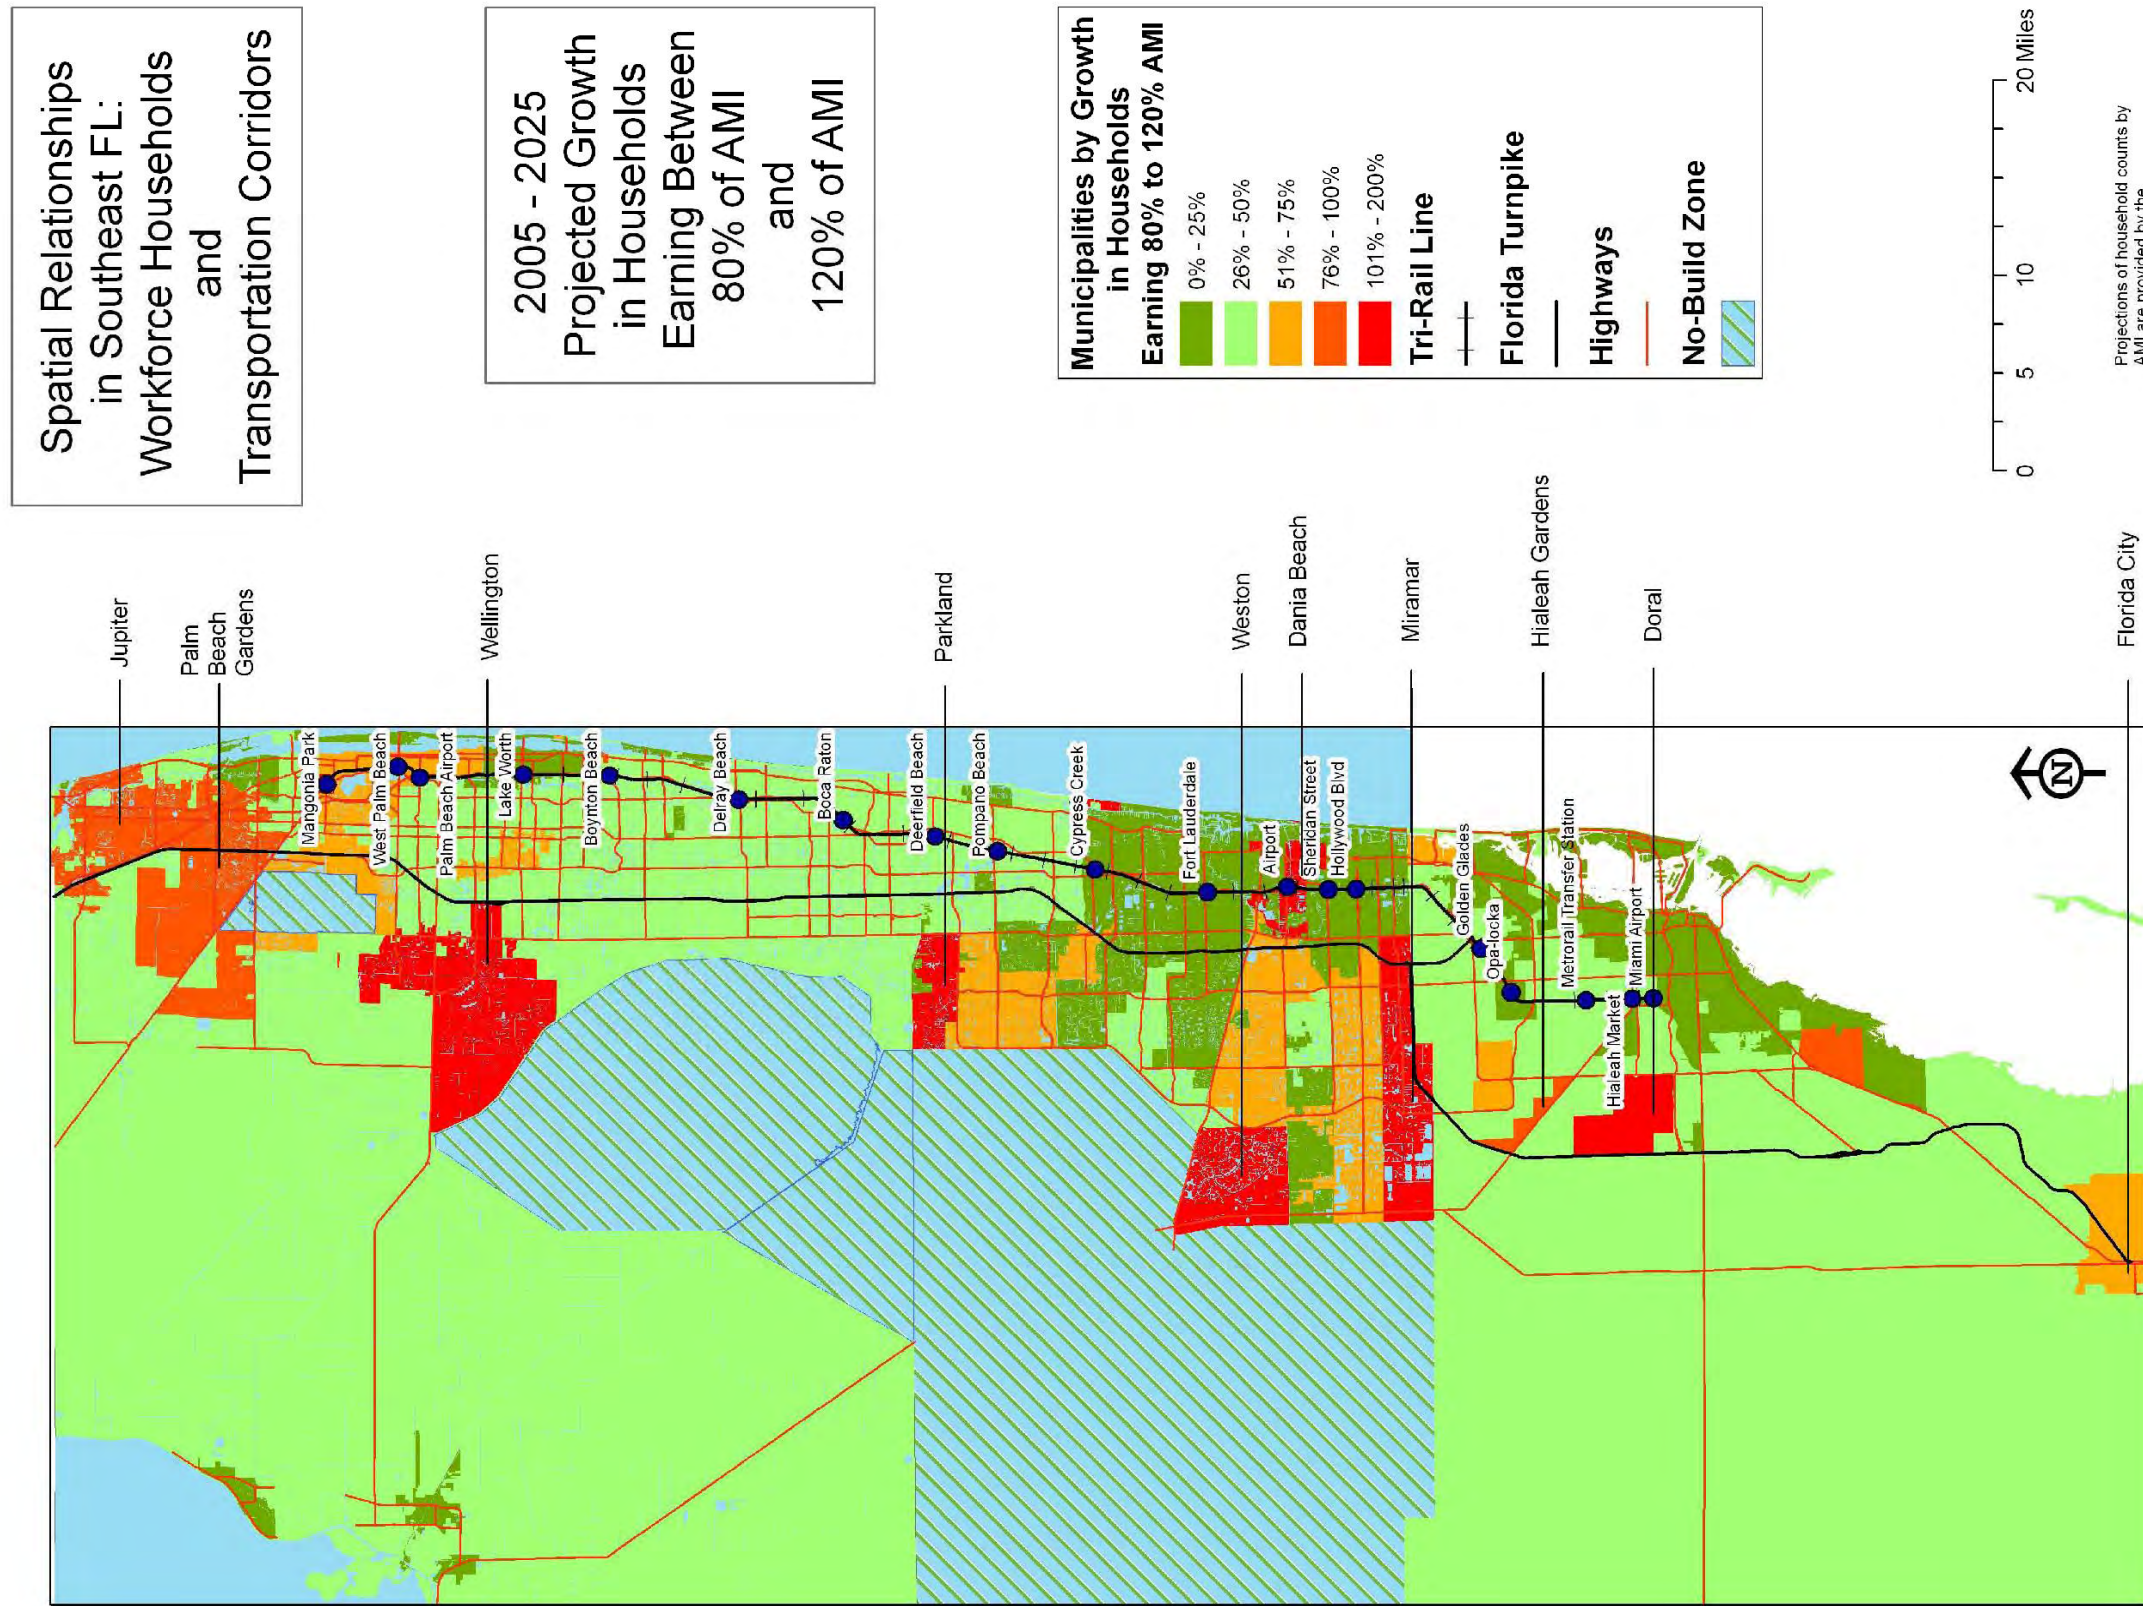 Spatial Relationships
in Southeast FL:
Workforce Households
and
Transportation Corridors
2005 - 2025
Projected Growth
in Households
Earning Between
80% of AMI
and
120% of AMI
Municipalities by Growth
in Households
Earning 80% to 120% AMI
0% - 25%
26% - 50%
51% - 75%
76% - 100%
101% - 200%
Tri-Rail Line
Florida Turnpike
Highways
No-Build Zone
0 5 10 20 Miles
Projections of household counts by
AMI are provided by the
Jupiter
Palm
Beach
Gardens
Wellington
Parkland
Weston
Dania Beach
Miramar
Hialeah Gardens
Doral
Florida City
Mangonia Park
West Palm Beach
Palm Beach Airport
Lake Worth
Boynton Beach
Delray Beach
Boca Raton
Deerfield Beach
Pompano Beach
Cypress Creek
Fort Lauderdale
Airport
Sheridan Street
Hollywood Blvd
Golden Glades
Opa-locka
Metrorail Transfer Station
Hialeah Market
Miami Airport
N